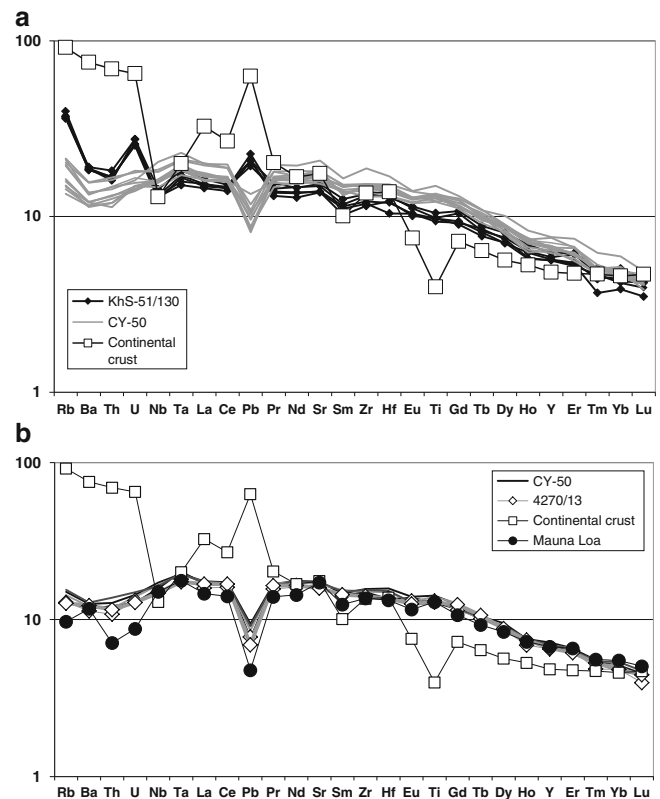 a
100
10
1
KhS-51/130
CY-50
Continental
crust
Rb Ba Th U Nb Ta La Ce Pb Pr Nd Sr Sm Zr Hf Eu Ti Gd Tb Dy Ho Y Er Tm Yb Lu
b
100
10
1
CY-50
4270/13
Continental crust
Mauna Loa
Rb Ba Th U Nb Ta La Ce Pb Pr Nd Sr Sm Zr Hf Eu Ti Gd Tb Dy Ho Y Er Tm Yb Lu